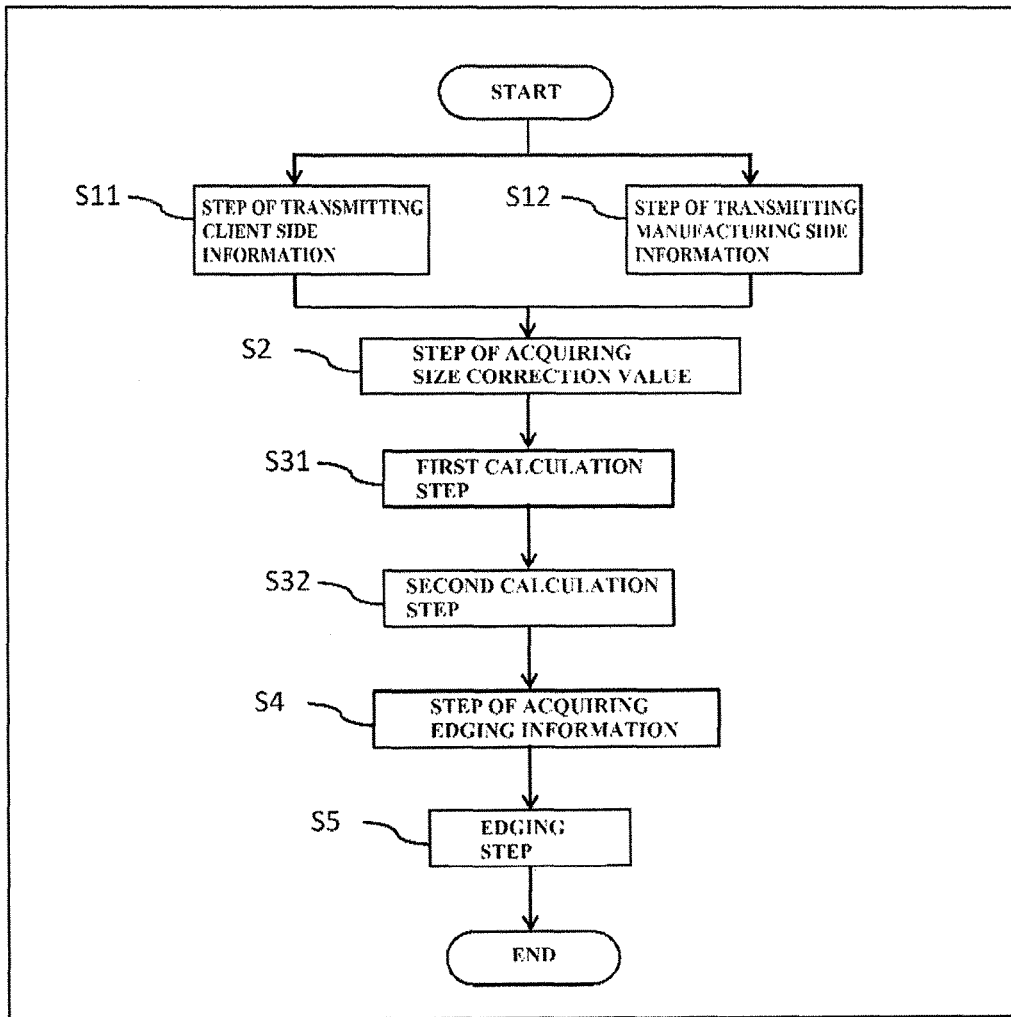 START
S11
STEP OF TRANSMITTING
CLIENT SIDE
INFORMATION
S12
STEP OF TRANSMITTING
MANUFACTURING SIDE
INFORMATION
S2
STEP OF ACQUIRING
SIZE CORRECTION VALUE
S31
FIRST CALCULATION
STEP
S32
SECOND CALCULATION
STEP
S4
STEP OF ACQUIRING
EDGING INFORMATION
S5
EDGING
STEP
END